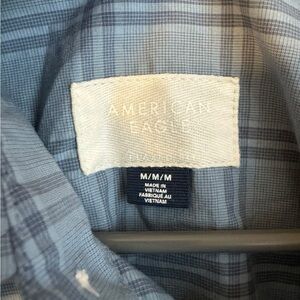 AMERICAN
EAGLE
M/M/M
MADE IN
VIETNAM
FABRIQUÉ AU
VIETNAM